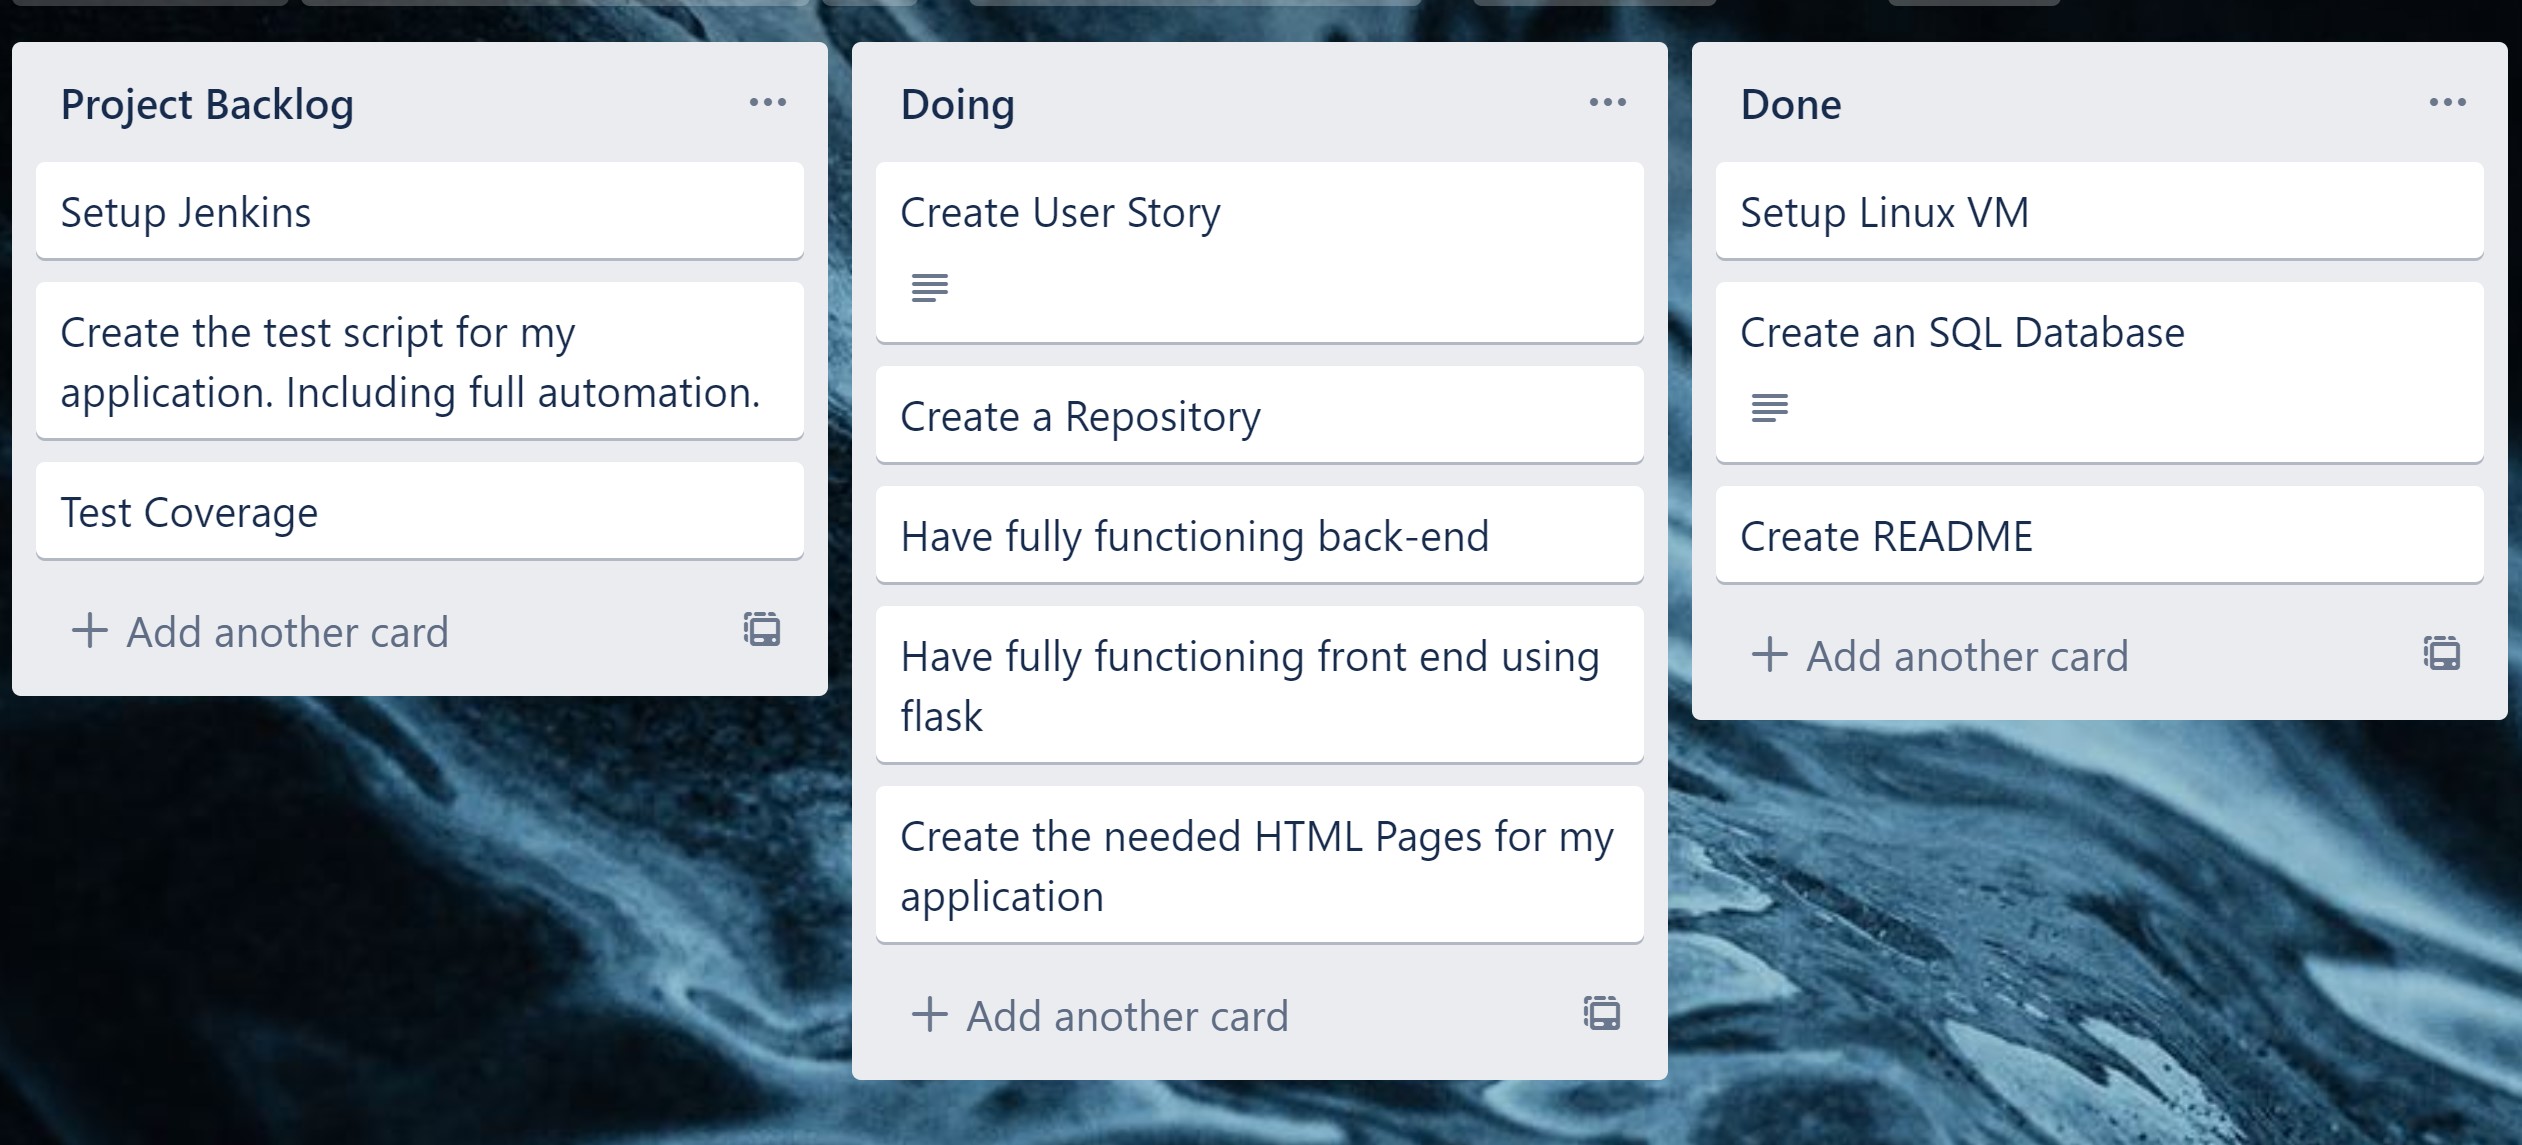 Project Backlog
Setup Jenkins
Create the test script for my
application. Including full automation.
Test Coverage
Add another card
Doing
Create User Story
Create a Repository
Have fully functioning back-end
Have fully functioning front end using
flask
Create the needed HTML Pages for my
application
Add another card
Done
Setup Linux VM
Create an SQL Database
Create README
Add another card